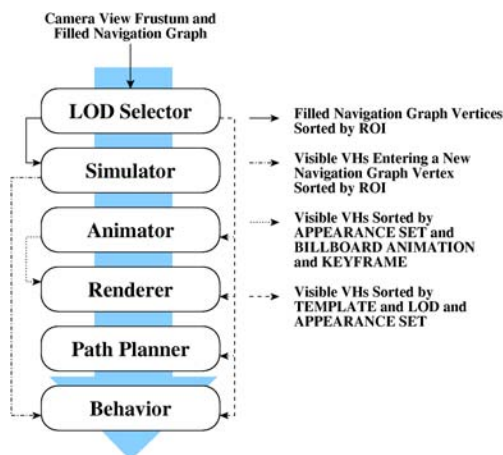 Camera View Frustum and
Filled Navigation Graph
LOD Selector
Simulator
Animator
Renderer
Path Planner
Behavior
Filled Navigation Graph Vertices
Sorted by ROI
Visible VHs Entering a New
Navigation Graph Vertex
Sorted by ROI
Visible VHs Sorted by
APPEARANCE SET and
BILLBOARD ANIMATION
and KEYFRAME
Visible VHs Sorted by
TEMPLATE and LOD and
APPEARANCE SET